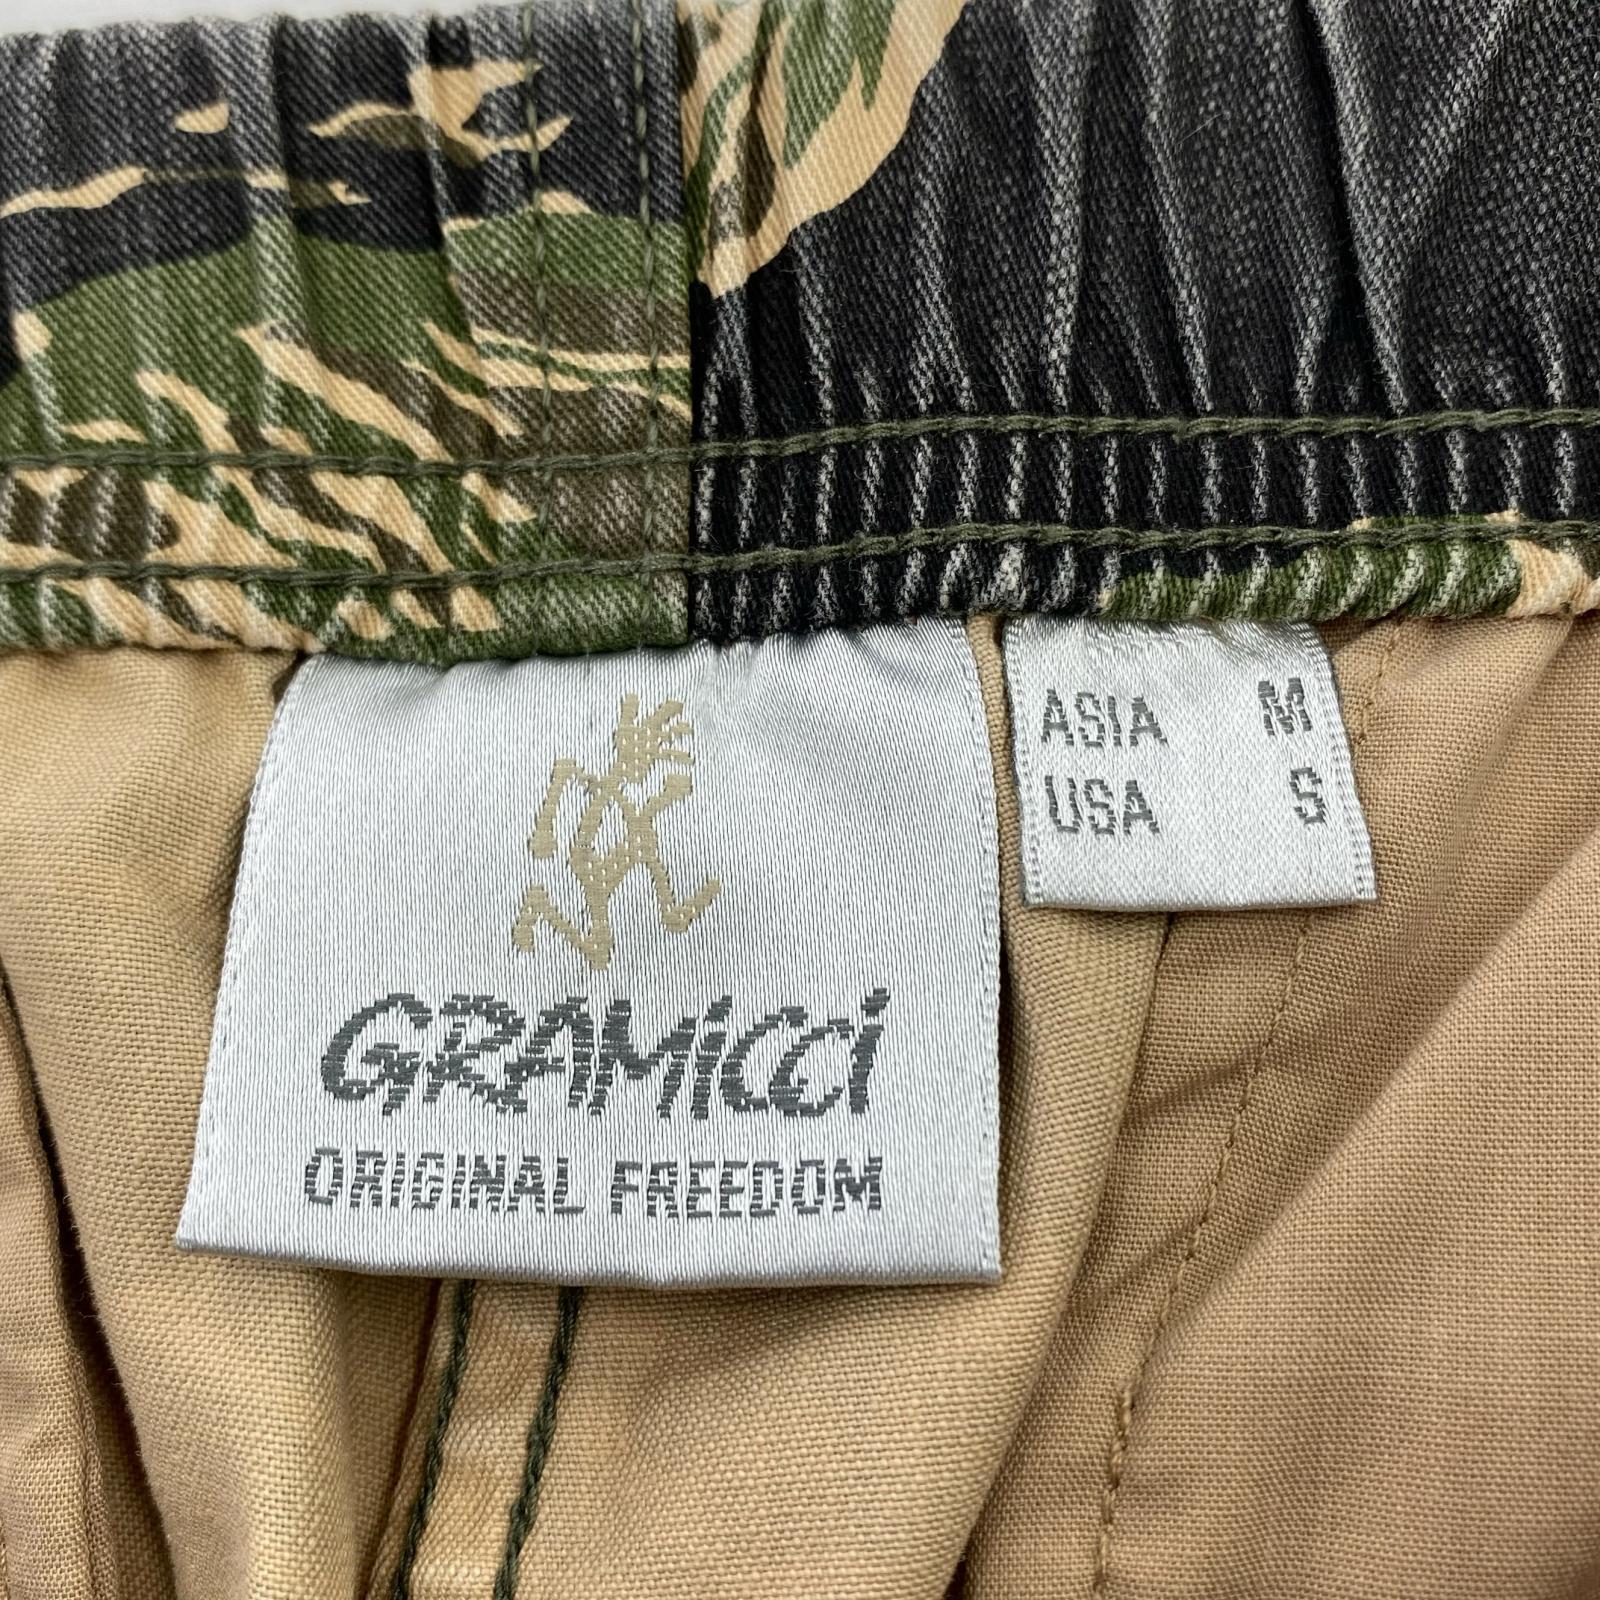 GRAMiCCi
ORIGINAL FREEDOM
ASIA M
USA S